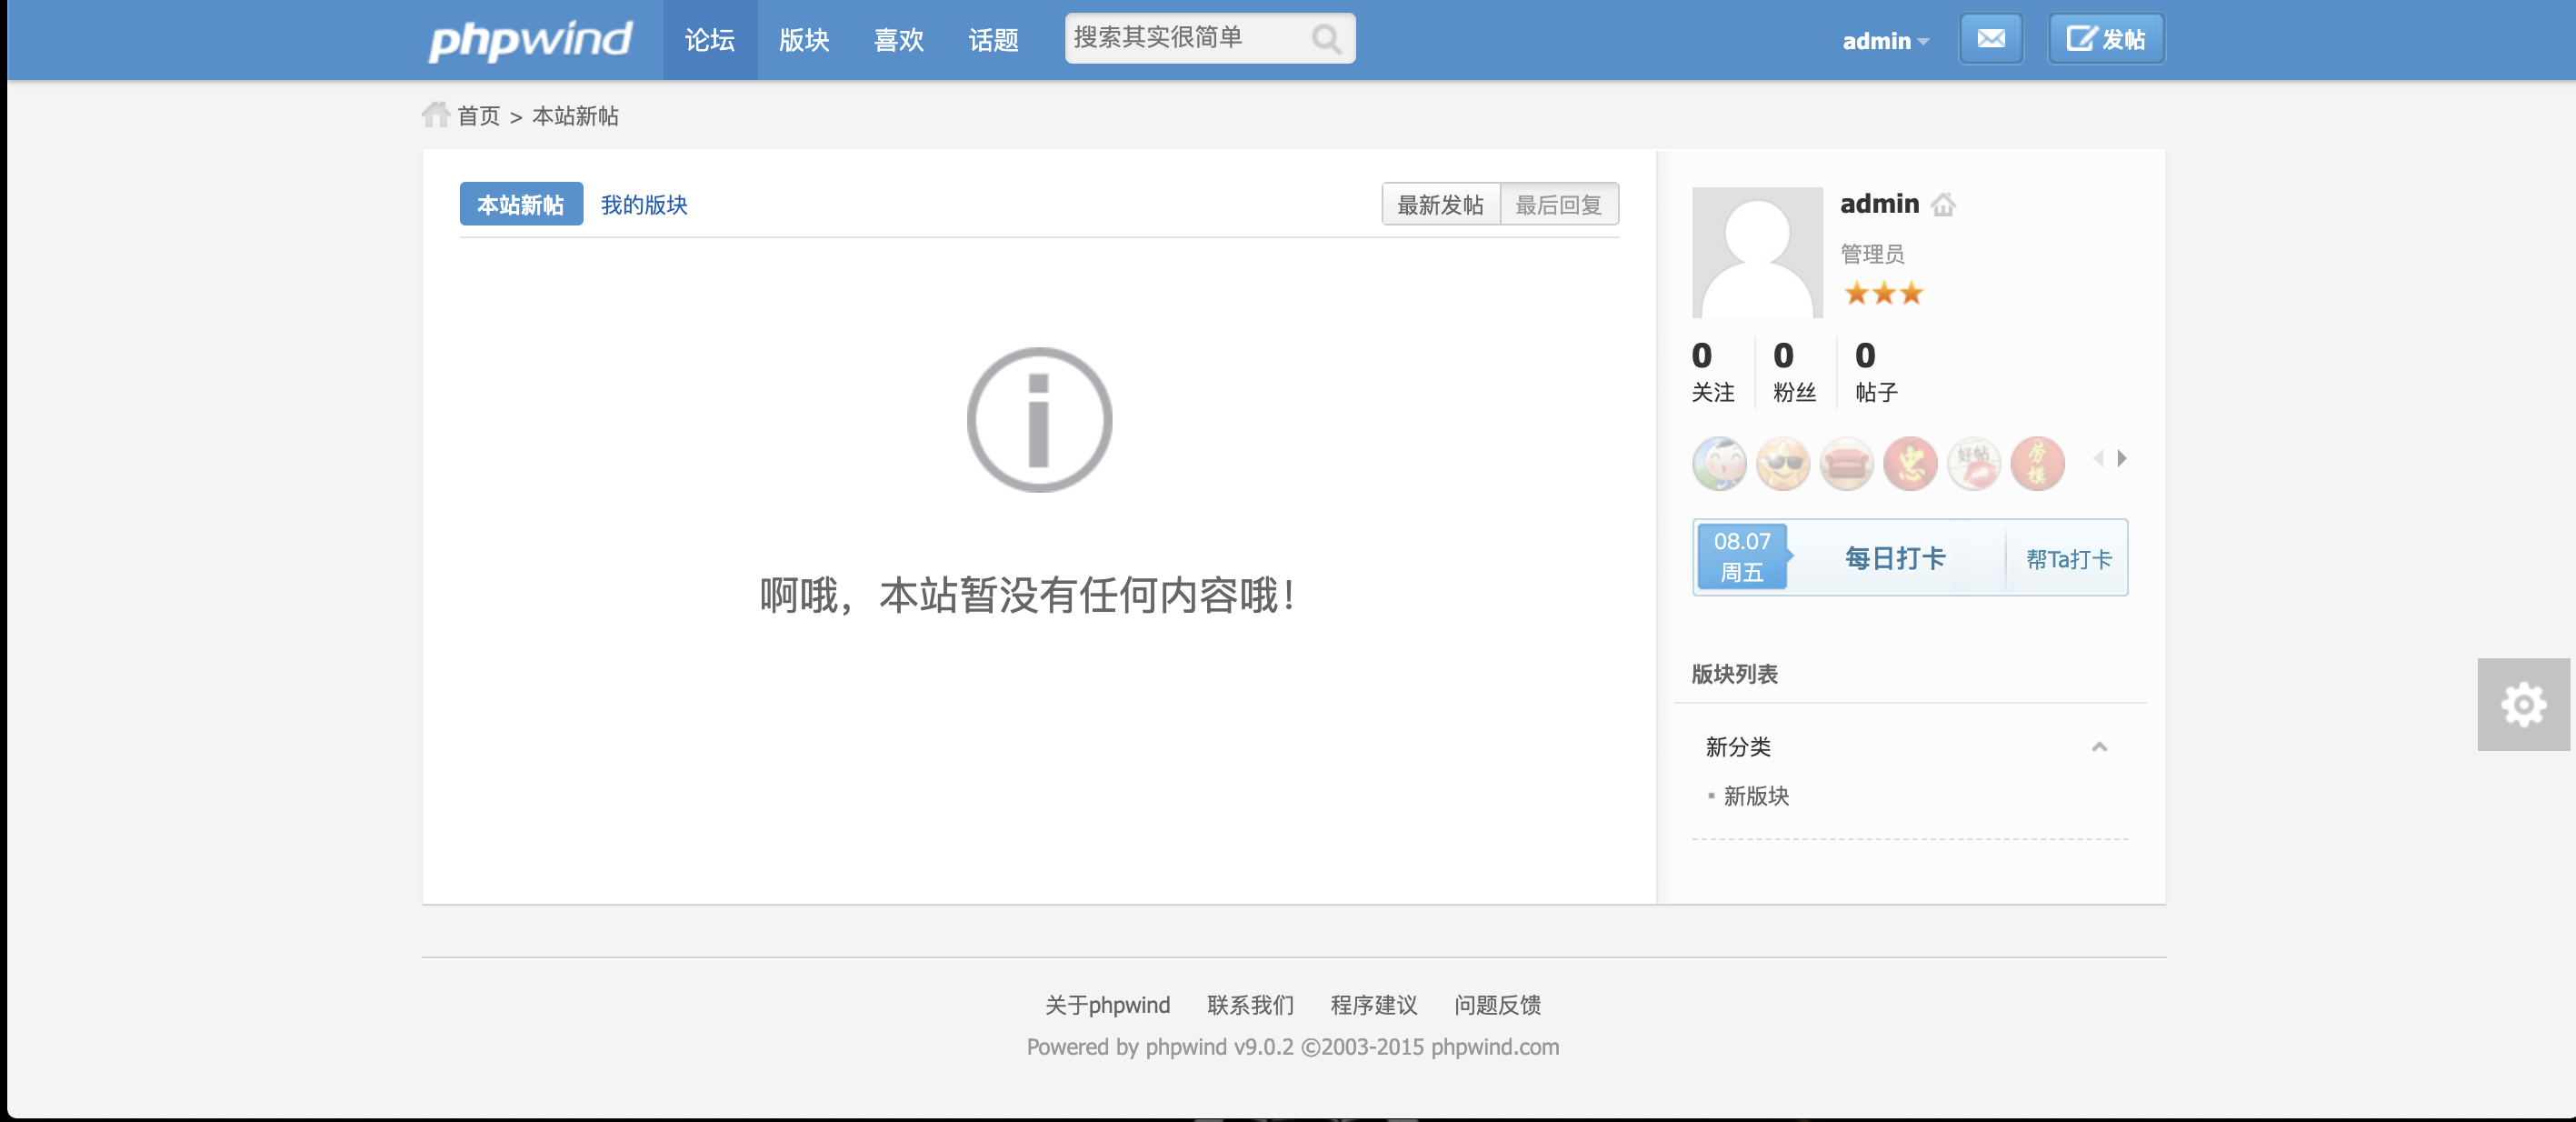 phpwind 论坛 版块 喜欢 话题 搜索其实很简单 admin 发帖
首页 > 本站新帖
本站新帖 我的版块 最新发帖 最后回复
啊哦，本站暂没有任何内容哦！
admin
管理员
0 0 0
关注 粉丝 帖子
忠 好帖 劳模
08.07
周五
每日打卡 帮Ta打卡
版块列表
新分类
新版块
关于phpwind 联系我们 程序建议 问题反馈
Powered by phpwind v9.0.2 ©2003-2015 phpwind.com